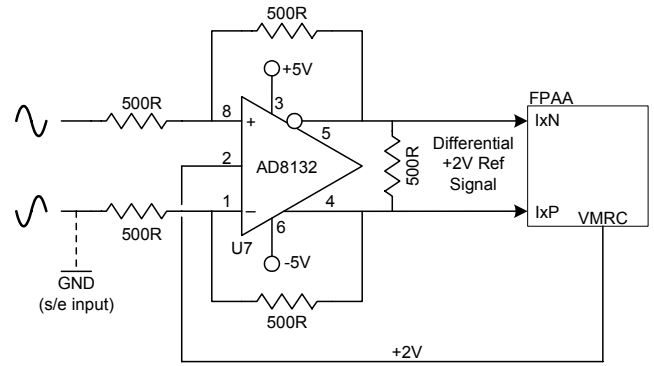 500R
+5V
FPAA
500R
8
+
3
5
IxN
2
AD8132
Differential
+2V Ref
Signal
500R
1
−
4
IxP
500R
U7
6
-5V
VMRC
GND
(s/e input)
500R
+2V